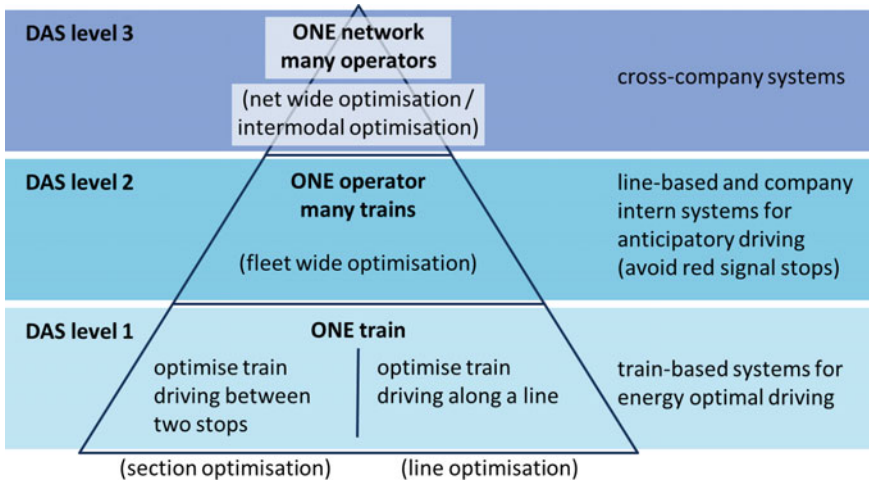 DAS level 3
ONE network
many operators
(net wide optimisation /
intermodal optimisation)
cross-company systems
DAS level 2
ONE operator
many trains
(fleet wide optimisation)
line-based and company
intern systems for
anticipatory driving
(avoid red signal stops)
DAS level 1
ONE train
optimise train
driving between
two stops
optimise train
driving along a line
train-based systems for
energy optimal driving
(section optimisation)
(line optimisation)